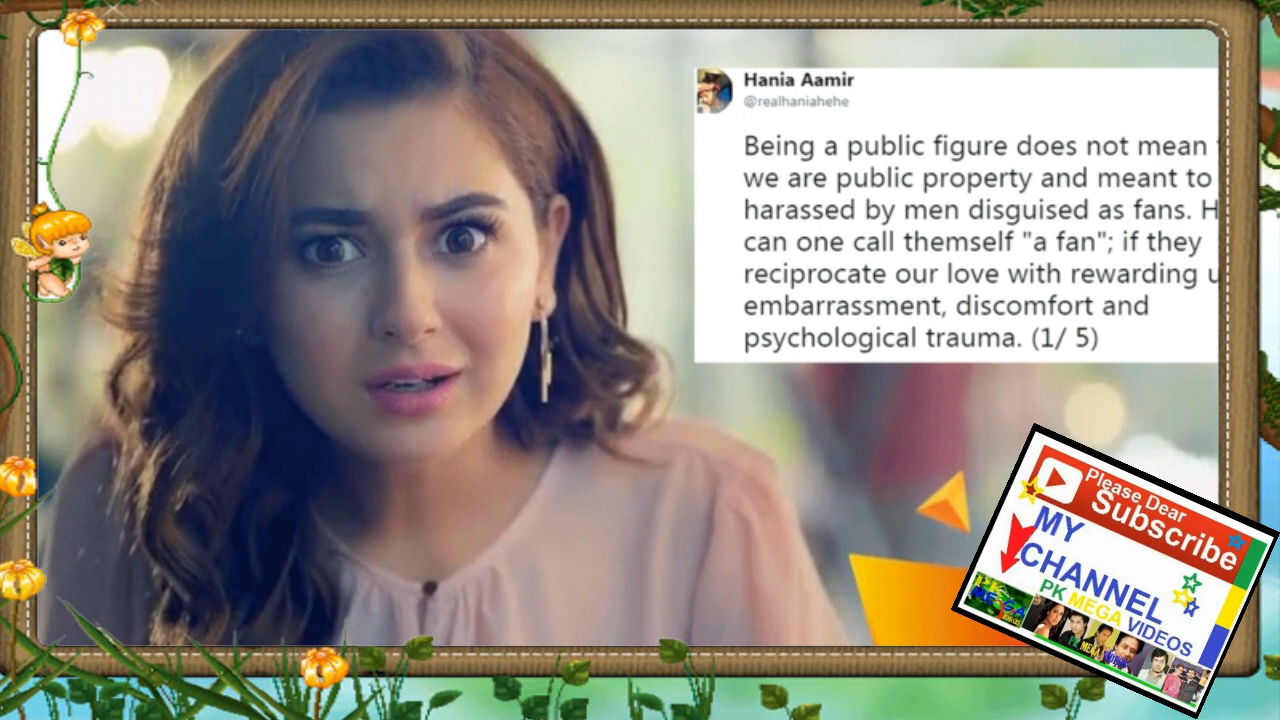 Hania Aamir
@realhaniahehe
Being a public figure does not mean
we are public property and meant to
harassed by men disguised as fans. H
can one call themself "a fan"; if they
reciprocate our love with rewarding u
embarrassment, discomfort and
psychological trauma. (1/ 5)
Please Dear
Subscribe
MY
CHANNEL
PK MEGA VIDEOS
PK
MEGA